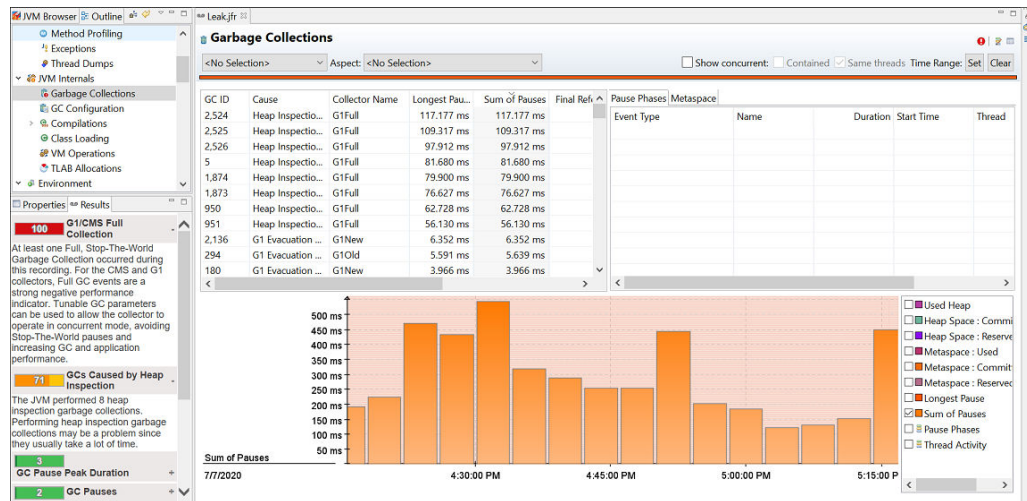 JVM Browser Outline
Method Profiling
Exceptions
Thread Dumps
JVM Internals
Garbage Collections
GC Configuration
Compilations
Class Loading
VM Operations
TLAB Allocations
Environment
Properties Results
100 G1/CMS Full Collection -
At least one Full, Stop-The-World
Garbage Collection occurred during
this recording. For the CMS and G1
collectors, Full GC events are a
strong negative performance
indicator. Tunable GC parameters
can be used to allow the collector to
operate in concurrent mode, avoiding
Stop-The-World pauses and
increasing GC and application
performance.
71 GCs Caused by Heap Inspection -
The JVM performed 8 heap
inspection garbage collections.
Performing heap inspection garbage
collections may be a problem since
they usually take a lot of time.
3
GC Pause Peak Duration +
2 GC Pauses +
Leak.jfr
Garbage Collections
<No Selection> Aspect: <No Selection> Show concurrent: Contained Same threads Time Range: Set Clear
GC ID Cause Collector Name Longest Pau... Sum of Pauses Final Refe
2,524 Heap Inspectio... G1Full 117.177 ms 117.177 ms
2,525 Heap Inspectio... G1Full 109.317 ms 109.317 ms
2,526 Heap Inspectio... G1Full 97.912 ms 97.912 ms
5 Heap Inspectio... G1Full 81.680 ms 81.680 ms
1,874 Heap Inspectio... G1Full 79.900 ms 79.900 ms
1,873 Heap Inspectio... G1Full 76.627 ms 76.627 ms
950 Heap Inspectio... G1Full 62.728 ms 62.728 ms
951 Heap Inspectio... G1Full 56.130 ms 56.130 ms
2,136 G1 Evacuation ... G1New 6.352 ms 6.352 ms
294 G1 Evacuation ... G1Old 5.591 ms 5.639 ms
180 G1 Evacuation ... G1New 3.966 ms 3.966 ms
Pause Phases Metaspace
Event Type Name Duration Start Time Thread
500 ms
450 ms
400 ms
350 ms
300 ms
250 ms
200 ms
150 ms
100 ms
50 ms
Sum of Pauses
7/7/2020 4:30:00 PM 4:45:00 PM 5:00:00 PM 5:15:00 P
Used Heap
Heap Space : Commi
Heap Space : Reserve
Metaspace : Used
Metaspace : Committ
Metaspace : Reserved
Longest Pause
Sum of Pauses
Pause Phases
Thread Activity